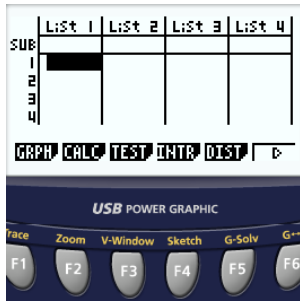 List 1 List 2 List 3 List 4
SUB
1
2
3
4
GRPH CALC TEST INTR DIST
USB POWER GRAPHIC
Trace Zoom V-Window Sketch G-Solv
F1 F2 F3 F4 F5 F6